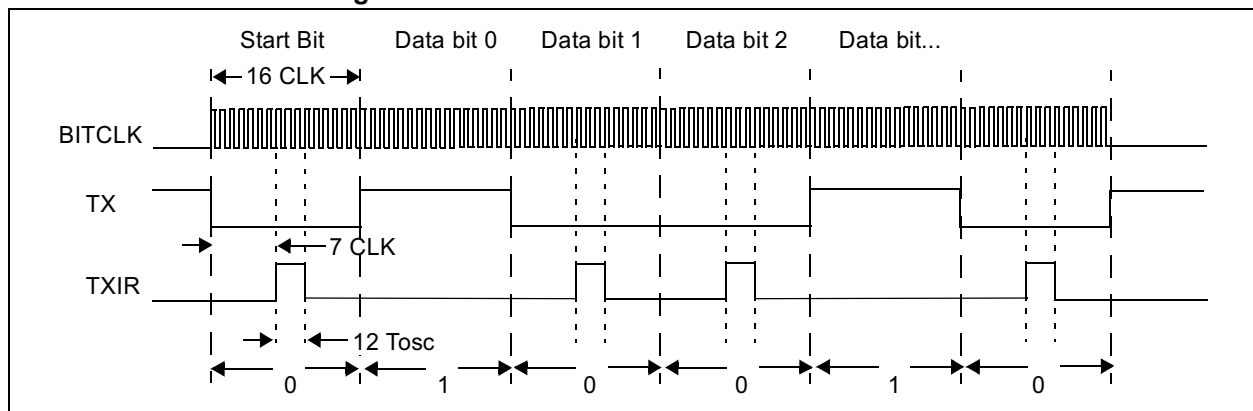 Start Bit Data bit 0 Data bit 1 Data bit 2 Data bit...
16 CLK
BITCLK
TX
7 CLK
TXIR
12 Tosc
0 1 0 0 1 0